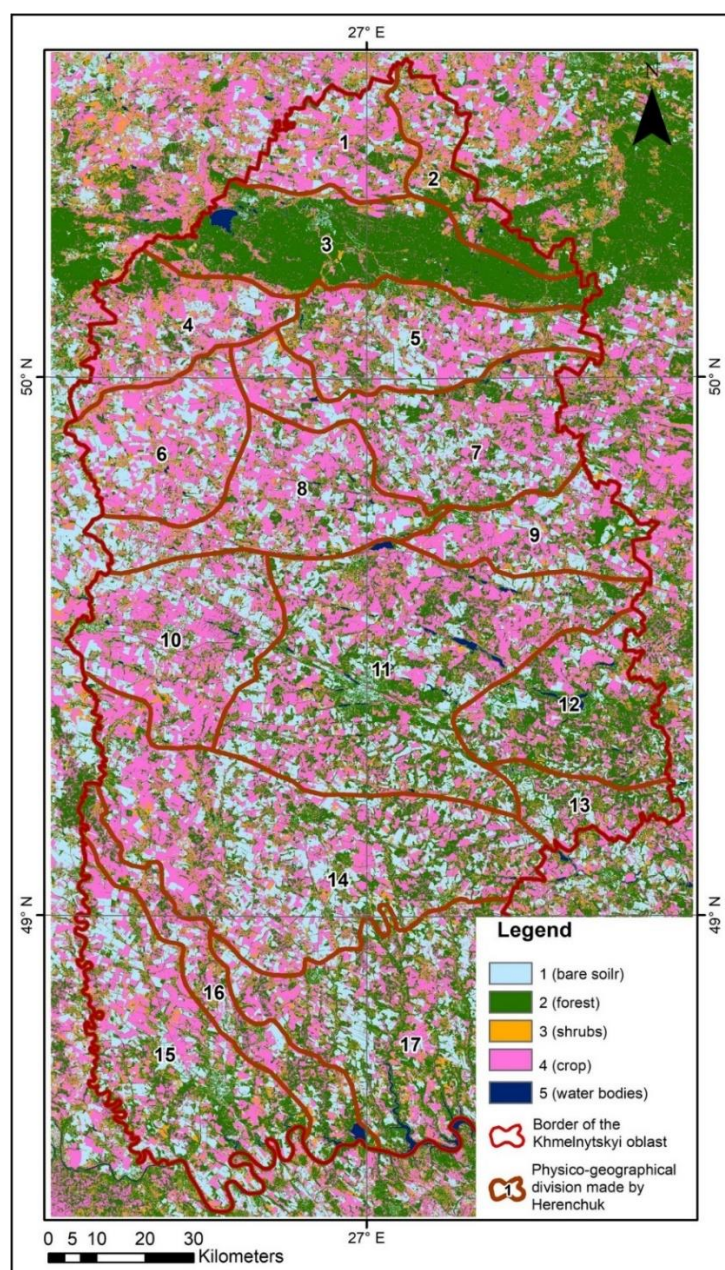 27° E
N
1
2
3
4
5
50° N
50° N
6
7
8
9
10
11
12
13
14
49° N
49° N
16
15
17
Legend
1 (bare soilr)
2 (forest)
3 (shrubs)
4 (crop)
5 (water bodies)
Border of the
Khmelnytskyi oblast
Physico-geographical
1
division made by
Herenchuk
27° E
0 5 10 20 30
Kilometers